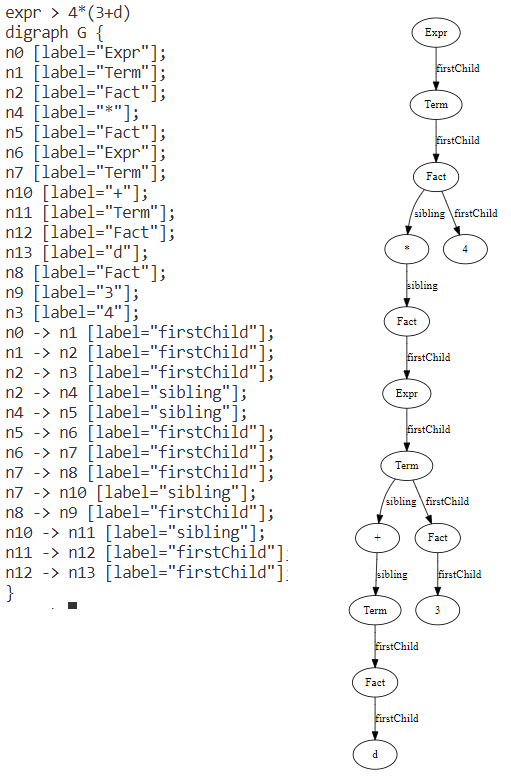 expr > 4*(3+d)
digraph G {
n0 [label="Expr"];
n1 [label="Term"];
n2 [label="Fact"];
n4 [label="*"];
n5 [label="Fact"];
n6 [label="Expr"];
n7 [label="Term"];
n10 [label="+"];
n11 [label="Term"];
n12 [label="Fact"];
n13 [label="d"];
n8 [label="Fact"];
n9 [label="3"];
n3 [label="4"];
n0 -> n1 [label="firstChild"];
n1 -> n2 [label="firstChild"];
n2 -> n3 [label="firstChild"];
n2 -> n4 [label="sibling"];
n4 -> n5 [label="sibling"];
n5 -> n6 [label="firstChild"];
n6 -> n7 [label="firstChild"];
n7 -> n8 [label="firstChild"];
n7 -> n10 [label="sibling"];
n8 -> n9 [label="firstChild"];
n10 -> n11 [label="sibling"];
n11 -> n12 [label="firstChild"];
n12 -> n13 [label="firstChild"];
}
Expr
firstChild
Term
firstChild
Fact
sibling firstChild
* 4
sibling
Fact
firstChild
Expr
firstChild
Term
sibling firstChild
+ Fact
sibling firstChild
Term 3
firstChild
Fact
firstChild
d